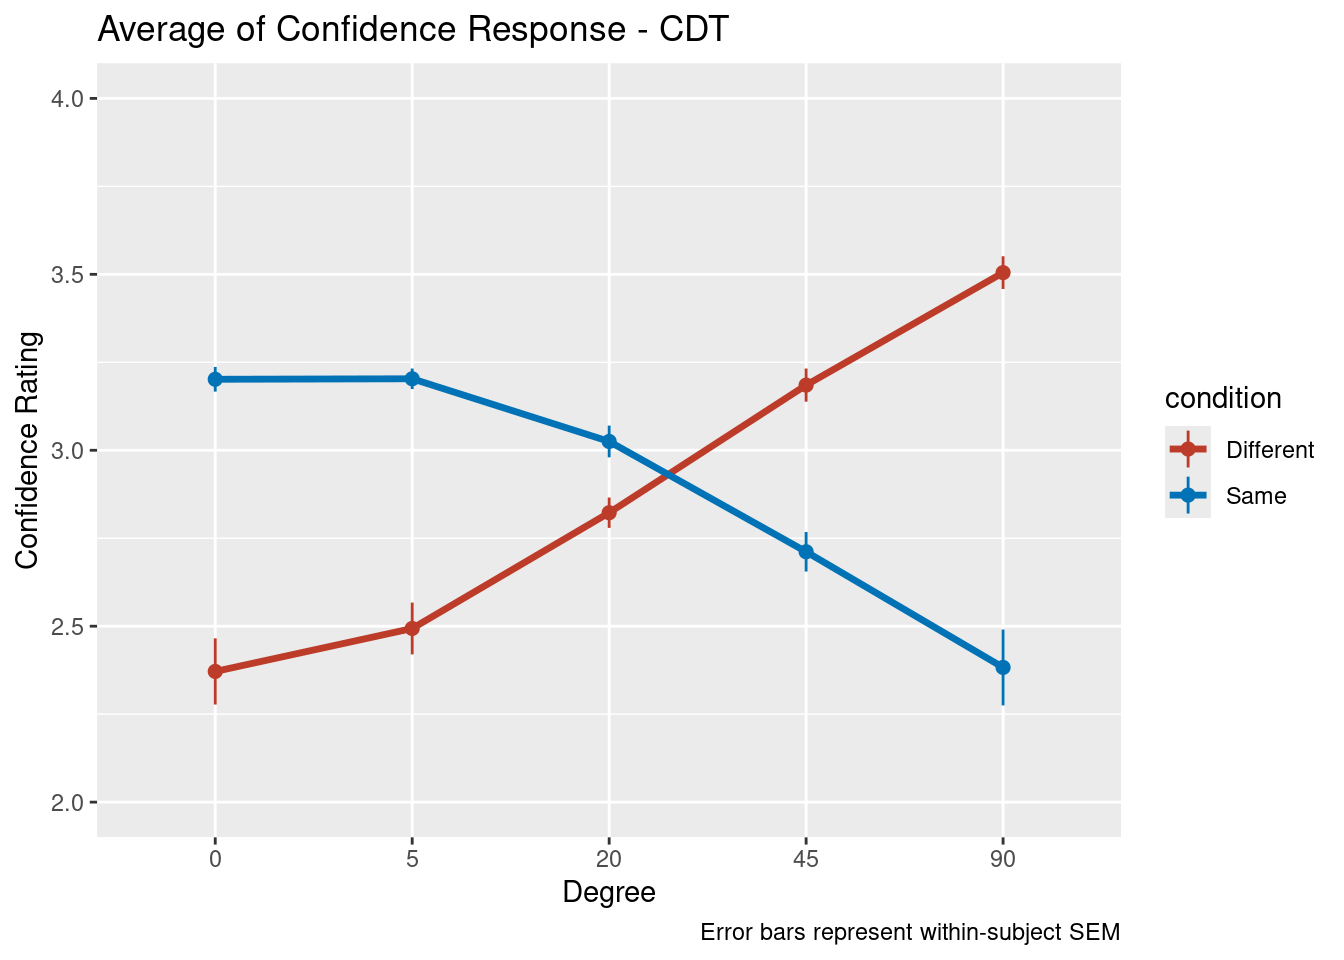 Average of Confidence Response - CDT
4.0
3.5
3.0
2.5
2.0
Confidence Rating
0 5 20 45 90
Degree
condition
Different
Same
Error bars represent within-subject SEM